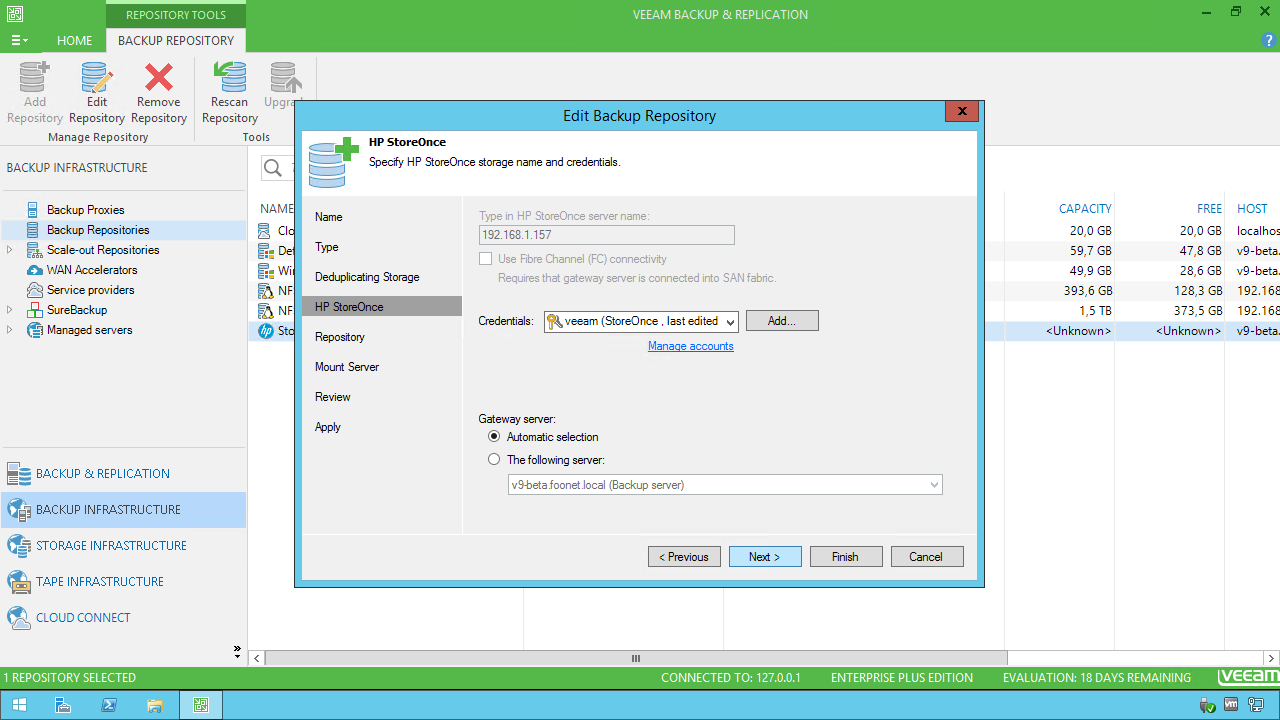 REPOSITORY TOOLS
VEEAM BACKUP & REPLICATION
HOME
BACKUP REPOSITORY
Add Repository
Edit Repository
Remove Repository
Rescan Repository
Manage Repository
Tools
BACKUP INFRASTRUCTURE
Backup Proxies
Backup Repositories
Scale-out Repositories
WAN Accelerators
Service providers
SureBackup
Managed servers
BACKUP & REPLICATION
BACKUP INFRASTRUCTURE
STORAGE INFRASTRUCTURE
TAPE INFRASTRUCTURE
CLOUD CONNECT
NAME
CAPACITY
FREE
HOST
20,0 GB 20,0 GB localhos
59,7 GB 47,8 GB v9-beta.
49,9 GB 28,6 GB v9-beta.
393,6 GB 128,3 GB 192.168
1,5 TB 373,5 GB 192.168
<Unknown> <Unknown> v9-beta.
Edit Backup Repository
HP StoreOnce
Specify HP StoreOnce storage name and credentials.
Name
Type
Deduplicating Storage
HP StoreOnce
Repository
Mount Server
Review
Apply
Type in HP StoreOnce server name:
192.168.1.157
Use Fibre Channel (FC) connectivity
Requires that gateway server is connected into SAN fabric.
Credentials:
veeam (StoreOnce , last edited
Add...
Manage accounts
Gateway server:
Automatic selection
The following server:
v9-beta.foonet.local (Backup server)
< Previous
Next >
Finish
Cancel
1 REPOSITORY SELECTED
CONNECTED TO: 127.0.0.1
ENTERPRISE PLUS EDITION
EVALUATION: 18 DAYS REMAINING
veeam